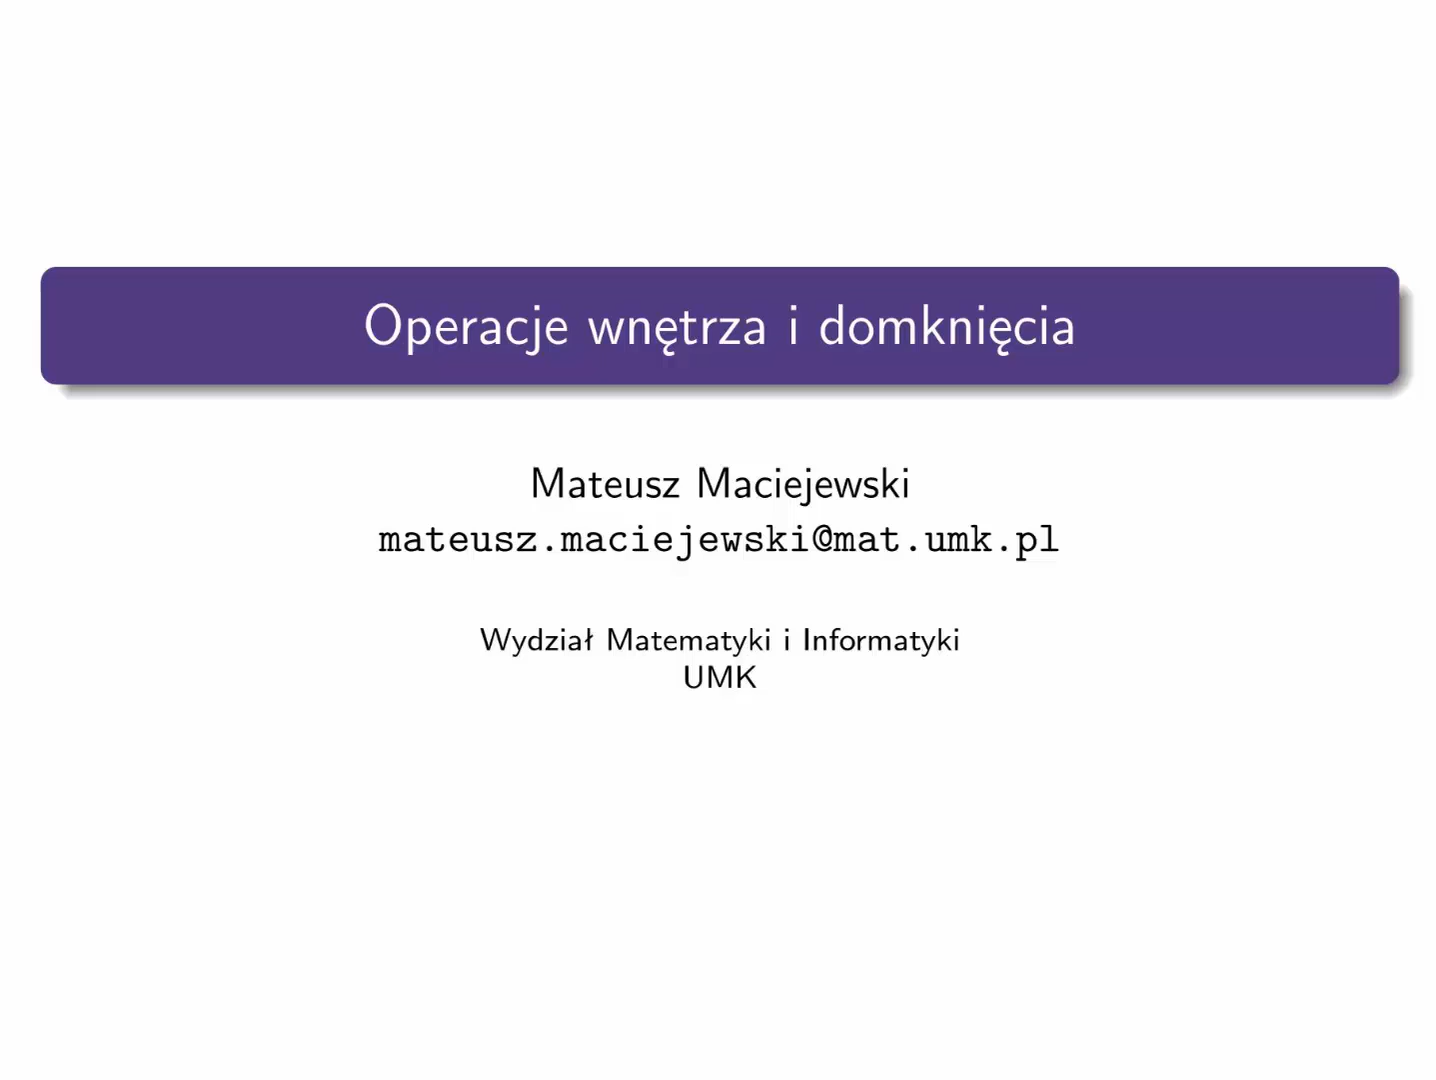 Operacje wnętrza i domknięcia
Mateusz Maciejewski
mateusz.maciejewski@mat.umk.pl
Wydział Matematyki i Informatyki
UMK